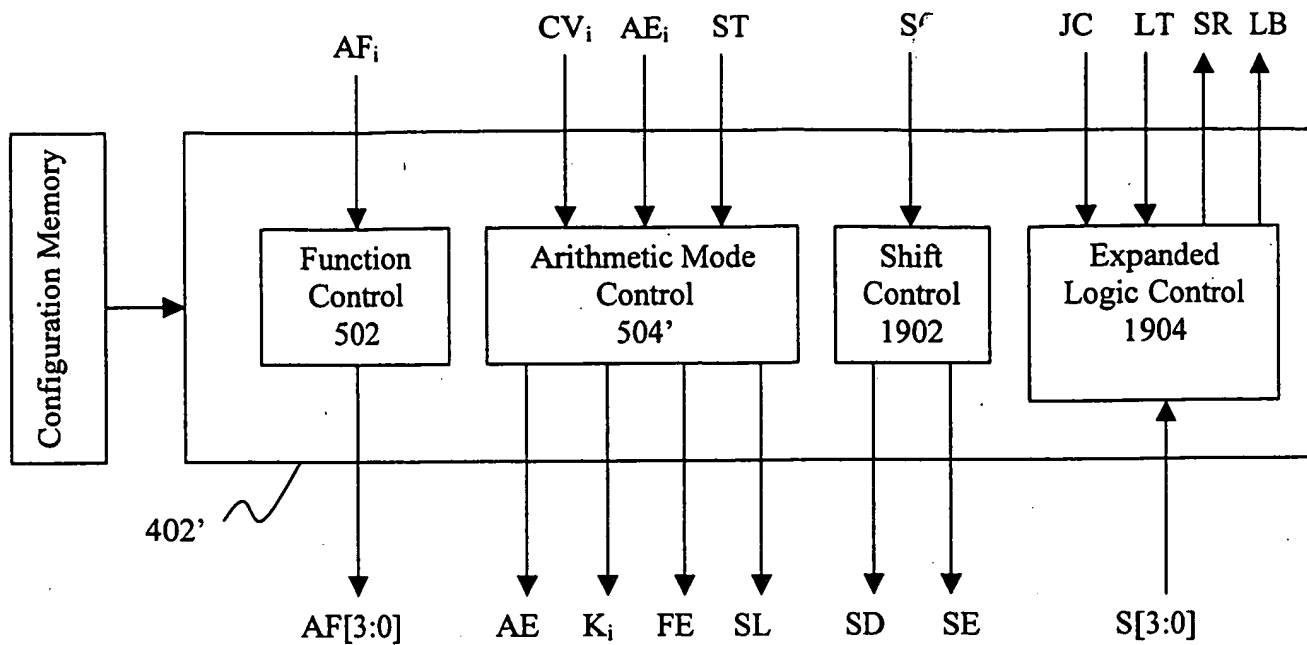 AFᵢ CVᵢ AEᵢ ST JC LT SR LB
Configuration Memory
Function
Control
502
Arithmetic Mode
Control
504’
Shift
Control
1902
Expanded
Logic Control
1904
402’
AF[3:0] AE Kᵢ FE SL SD SE S[3:0]